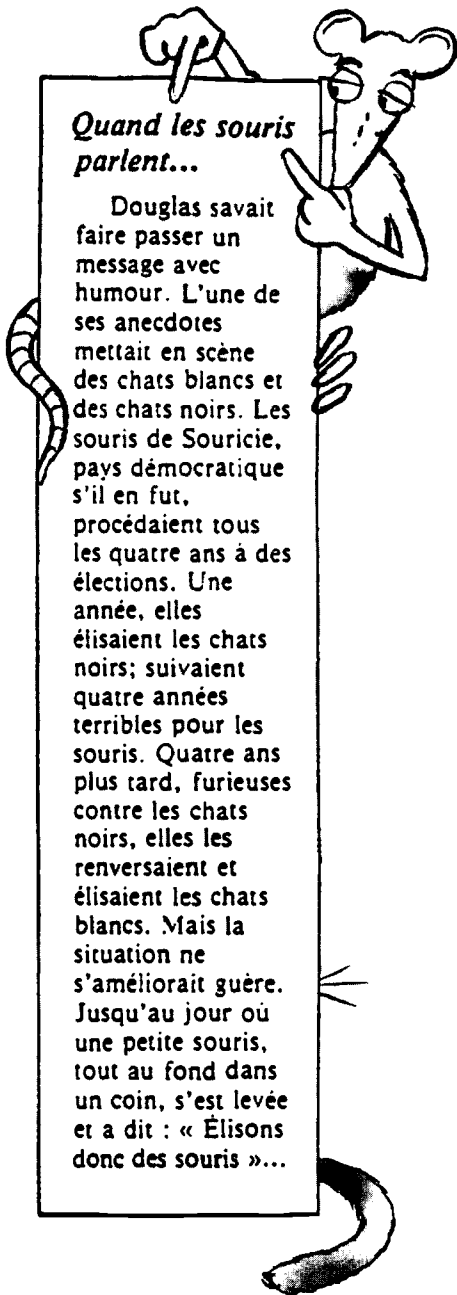 Quand les souris
parlent...
Douglas savait
faire passer un
message avec
humour. L'une de
ses anecdotes
mettait en scène
des chats blancs et
des chats noirs. Les
souris de Souricie,
pays démocratique
s'il en fut,
procédaient tous
les quatre ans à des
élections. Une
année, elles
élisaient les chats
noirs; suivaient
quatre années
terribles pour les
souris. Quatre ans
plus tard, furieuses
contre les chats
noirs, elles les
renversaient et
élisaient les chats
blancs. Mais la
situation ne
s'améliorait guère.
Jusqu'au jour où
une petite souris,
tout au fond dans
un coin, s'est levée
et a dit : « Élisons
donc des souris »...